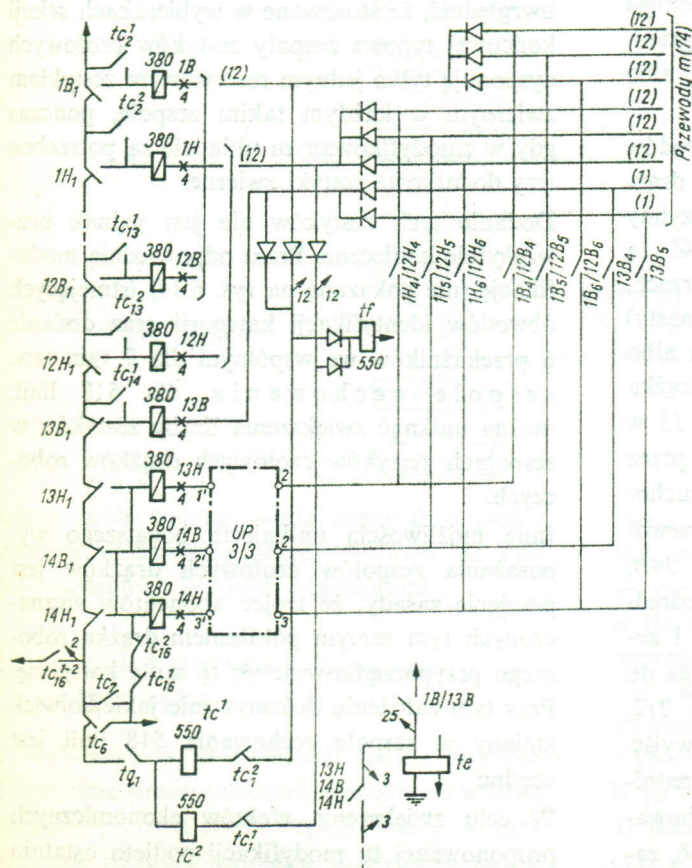 tc₁²
380
1B
(12)
1B₁
4
tc₂²
380
1H
(12)
1H₁
4
tc₁₃¹
380
12B
12B₁
4
tc₁₃²
380
12H
12H₁
4
tc₁₄¹
380
13B
13B₁
4
380
13H
13H₁
4
1
2
380
14B
14B₁
4
2
UP
3/3
2
380
14H
14H₁
4
3
3
(12)
(12)
(12)
(12)
(12)
(12)
(1)
(1)
Przewody m(74)
12
12
tf
550
1H₄/12H₄
1H₅/12H₅
1H₆/12H₆
1B₄/12B₄
1B₅/12B₅
1B₆/12B₆
13B₄
13B₅
tc₁₆¹⁻²
tc₁₆²
tc₁₆¹
tc₇
tc₆
tq₁
550
tc¹
tc²
550
tc²
tc₁¹
13H
14B
14H
3
3
1B/13B
25
te